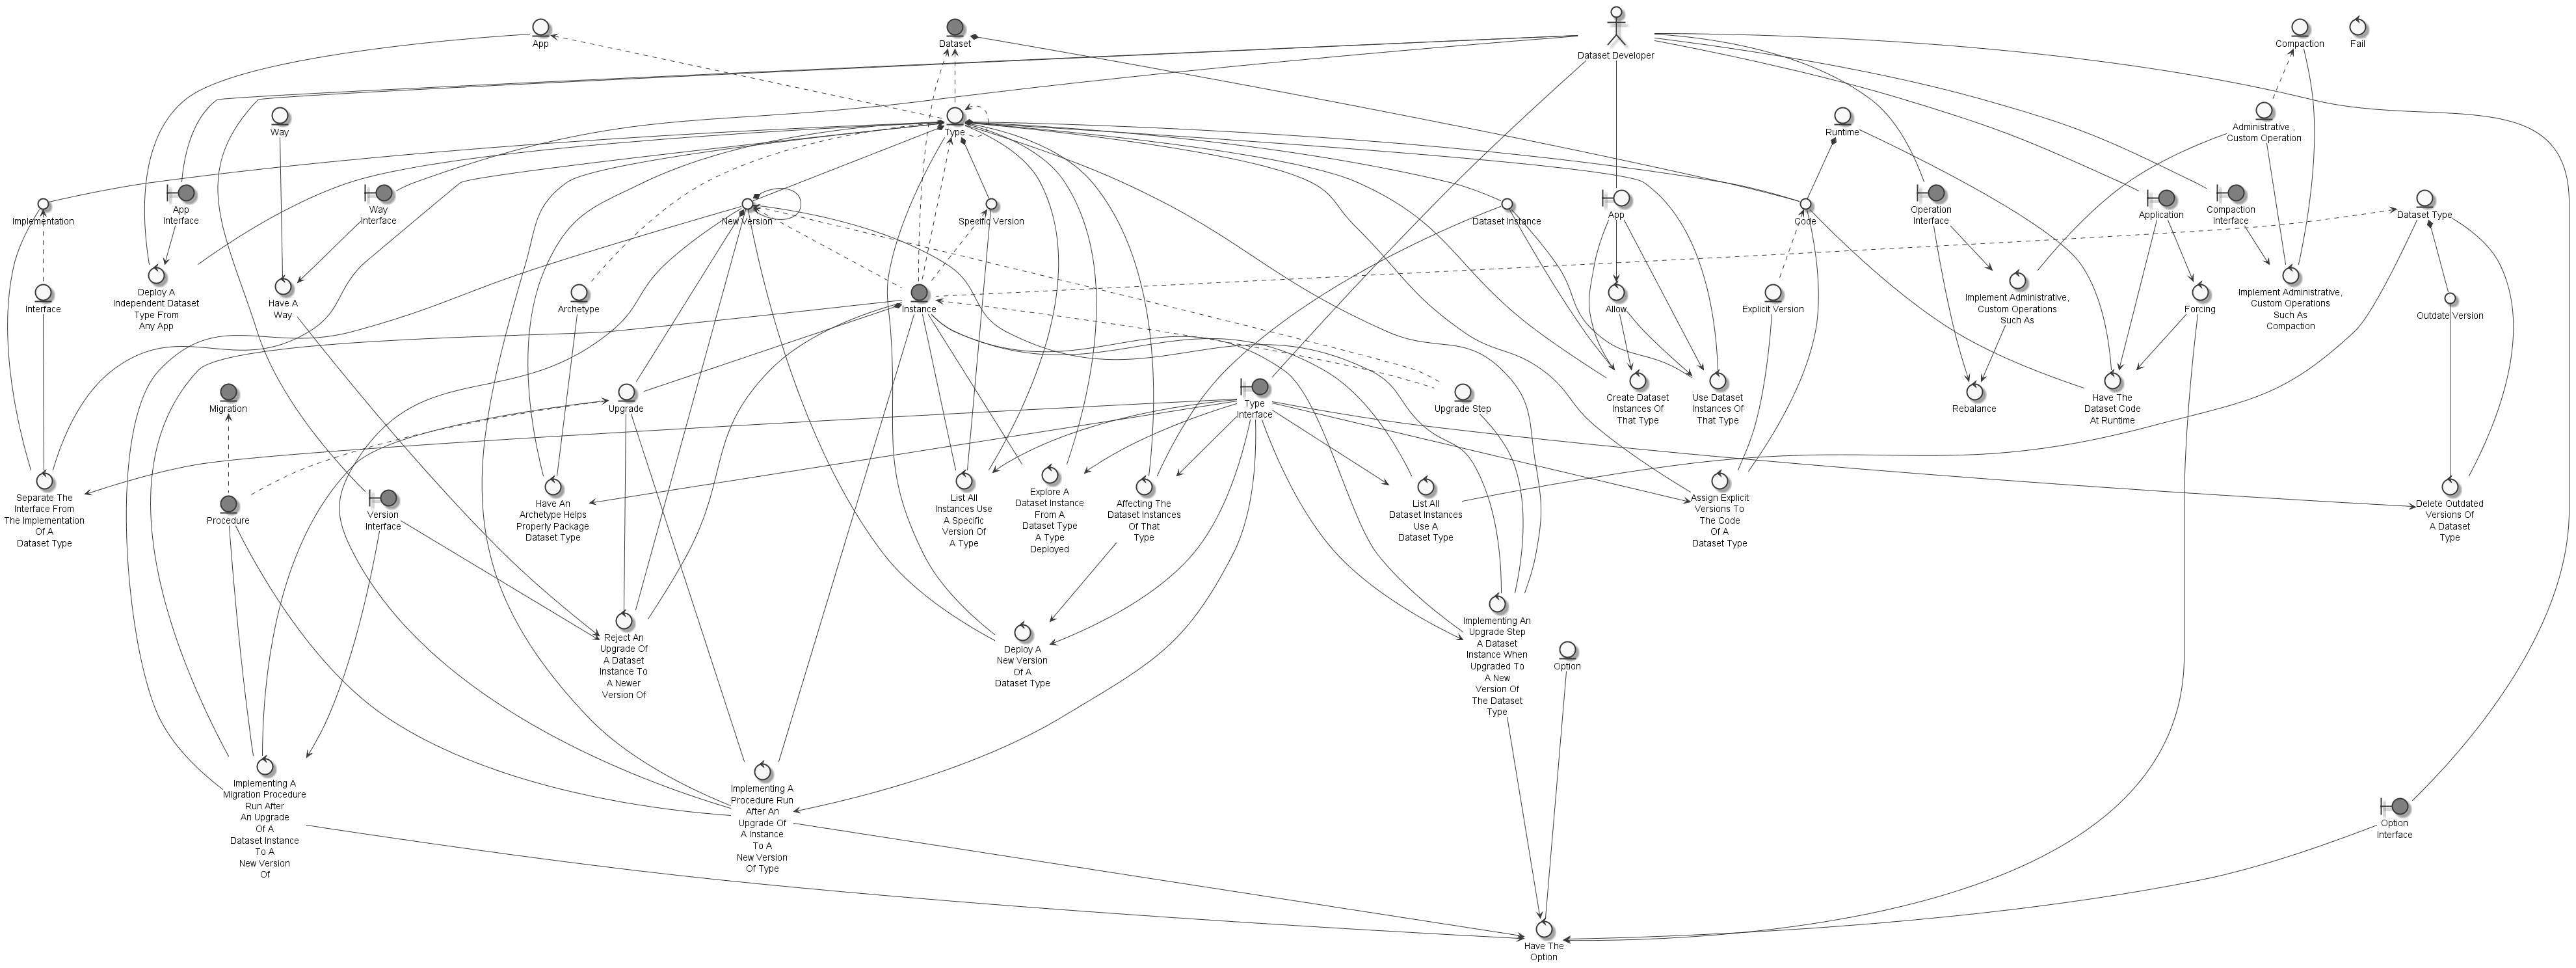 App
Dataset
Dataset Developer
Compaction
Fail
Way
Type
Runtime
Administrative ,
Custom Operation
Implementation
App
Interface
Way
Interface
New Version
Specific Version
Dataset Instance
App
Code
Operation
Interface
Application
Compaction
Interface
Dataset Type
Interface
Deploy A
Independent Dataset
Type From
Any App
Have A
Way
Archetype
Instance
Allow
Explicit Version
Implement Administrative,
Custom Operations
Such As
Forcing
Implement Administrative,
Custom Operations
Such As
Compaction
Outdate Version
Migration
Upgrade
Type
Interface
Upgrade Step
Create Dataset
Instances Of
That Type
Use Dataset
Instances Of
That Type
Rebalance
Have The
Dataset Code
At Runtime
Separate The
Interface From
The Implementation
Of A
Dataset Type
Procedure
Version
Interface
Have An
Archetype Helps
Properly Package
Dataset Type
List All
Instances Use
A Specific
Version Of
A Type
Explore A
Dataset Instance
From A
Dataset Type
A Type
Deployed
Affecting The
Dataset Instances
Of That
Type
List All
Dataset Instances
Use A
Dataset Type
Assign Explicit
Versions To
The Code
Of A
Dataset Type
Delete Outdated
Versions Of
A Dataset
Type
Reject An
Upgrade Of
A Dataset
Instance To
A Newer
Version Of
Deploy A
New Version
Of A
Dataset Type
Implementing An
Upgrade Step
A Dataset
Instance When
Upgraded To
A New
Version Of
The Dataset
Type
Option
Implementing A
Migration Procedure
Run After
An Upgrade
Of A
Dataset Instance
To A
New Version
Of
Implementing A
Procedure Run
After An
Upgrade Of
A Instance
To A
New Version
Of Type
Option
Interface
Have The
Option